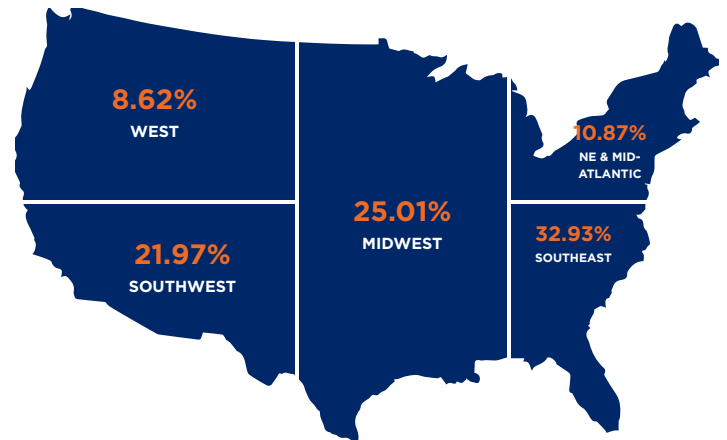 8.62%
WEST
10.87%
NE & MID-
ATLANTIC
25.01%
MIDWEST
21.97%
SOUTHWEST
32.93%
SOUTHEAST